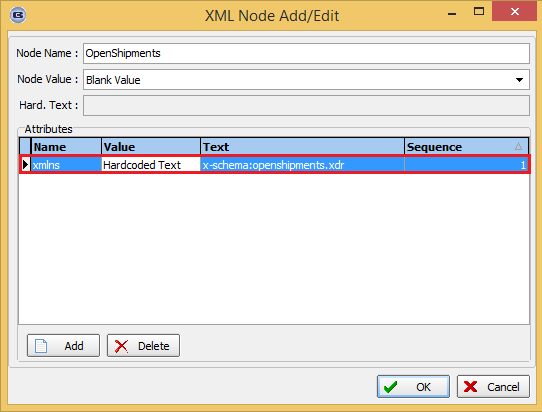 XML Node Add/Edit
Node Name : OpenShipments
Node Value : Blank Value
Hard. Text :
Attributes
Name Value Text Sequence
xmlns Hardcoded Text x-schema:openshipments.xdr 1
Add Delete
OK Cancel